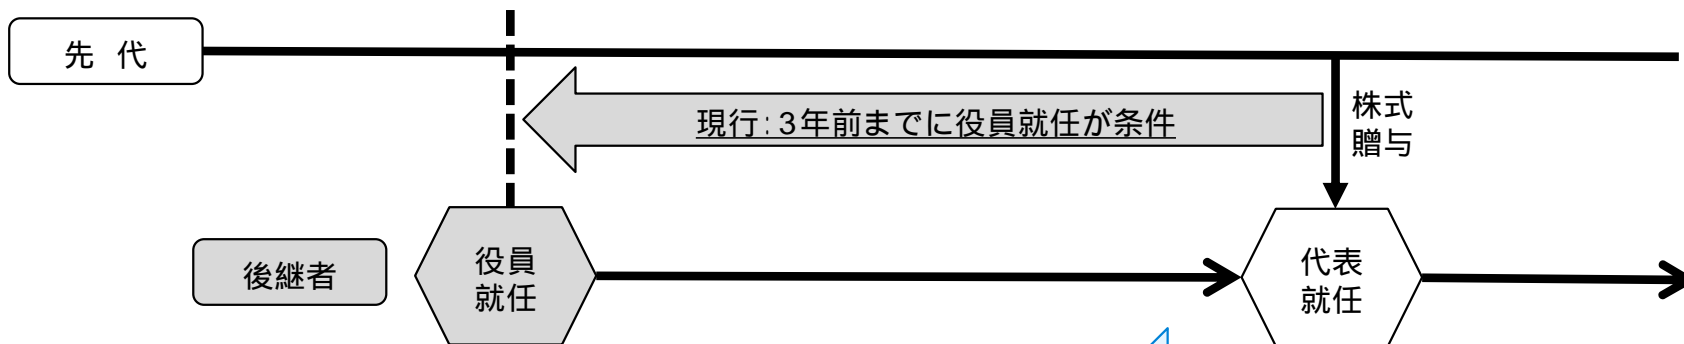 先 代
現行：3年前までに役員就任が条件
株式
贈与
後継者
役員
就任
代表
就任